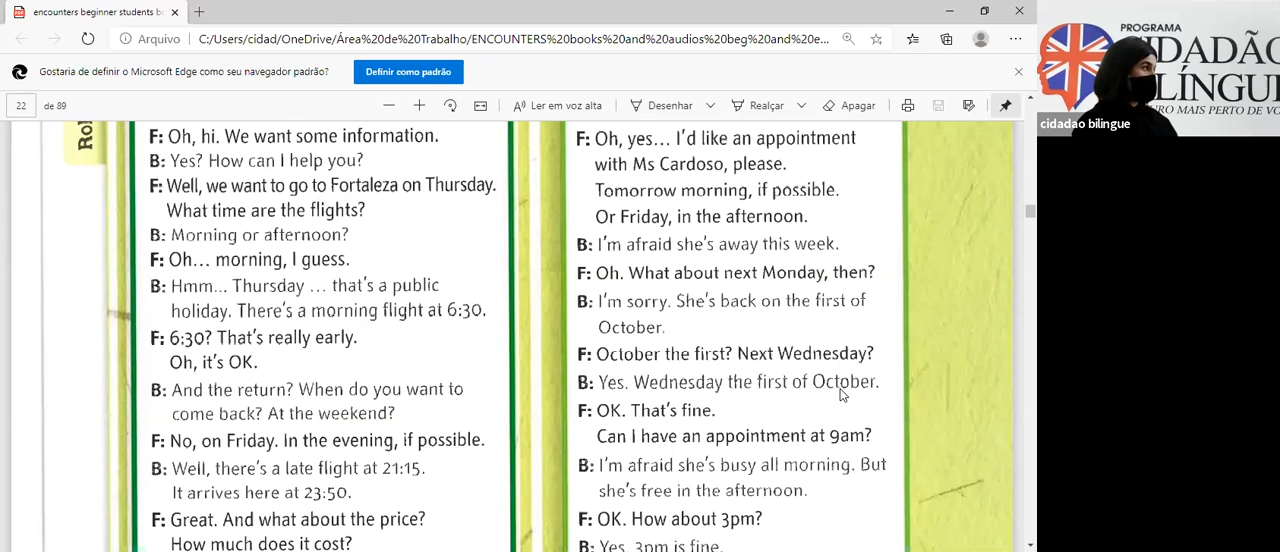 encounters beginner students bo
Arquivo
C:/Users/cidad/OneDrive/Área%20de%20Trabalho/ENCOUNTERS%20books%20and%20audios%20beg%20and%20e...
Gostaria de definir o Microsoft Edge como seu navegador padrão?
Definir como padrão
22 de 89
Ler em voz alta
Desenhar
Realçar
Apagar
F: Oh, hi. We want some information.
B: Yes? How can I help you?
F: Well, we want to go to Fortaleza on Thursday.
What time are the flights?
B: Morning or afternoon?
F: Oh... morning, I guess.
B: Hmm... Thursday ... that's a public
holiday. There's a morning flight at 6:30.
F: 6:30? That's really early.
Oh, it's OK.
B: And the return? When do you want to
come back? At the weekend?
F: No, on Friday. In the evening, if possible.
B: Well, there's a late flight at 21:15.
It arrives here at 23:50.
F: Great. And what about the price?
How much does it cost?
F: Oh, yes... I'd like an appointment
with Ms Cardoso, please.
Tomorrow morning, if possible.
Or Friday, in the afternoon.
B: I'm afraid she's away this week.
F: Oh. What about next Monday, then?
B: I'm sorry. She's back on the first of
October.
F: October the first? Next Wednesday?
B: Yes. Wednesday the first of October.
F: OK. That's fine.
Can I have an appointment at 9am?
B: I'm afraid she's busy all morning. But
she's free in the afternoon.
F: OK. How about 3pm?
B: Yes, 3pm is fine.
PROGRAMA
CIDADÃO
BILÍNGUE
URO MAIS PERTO DE VO
cidadao bilingue